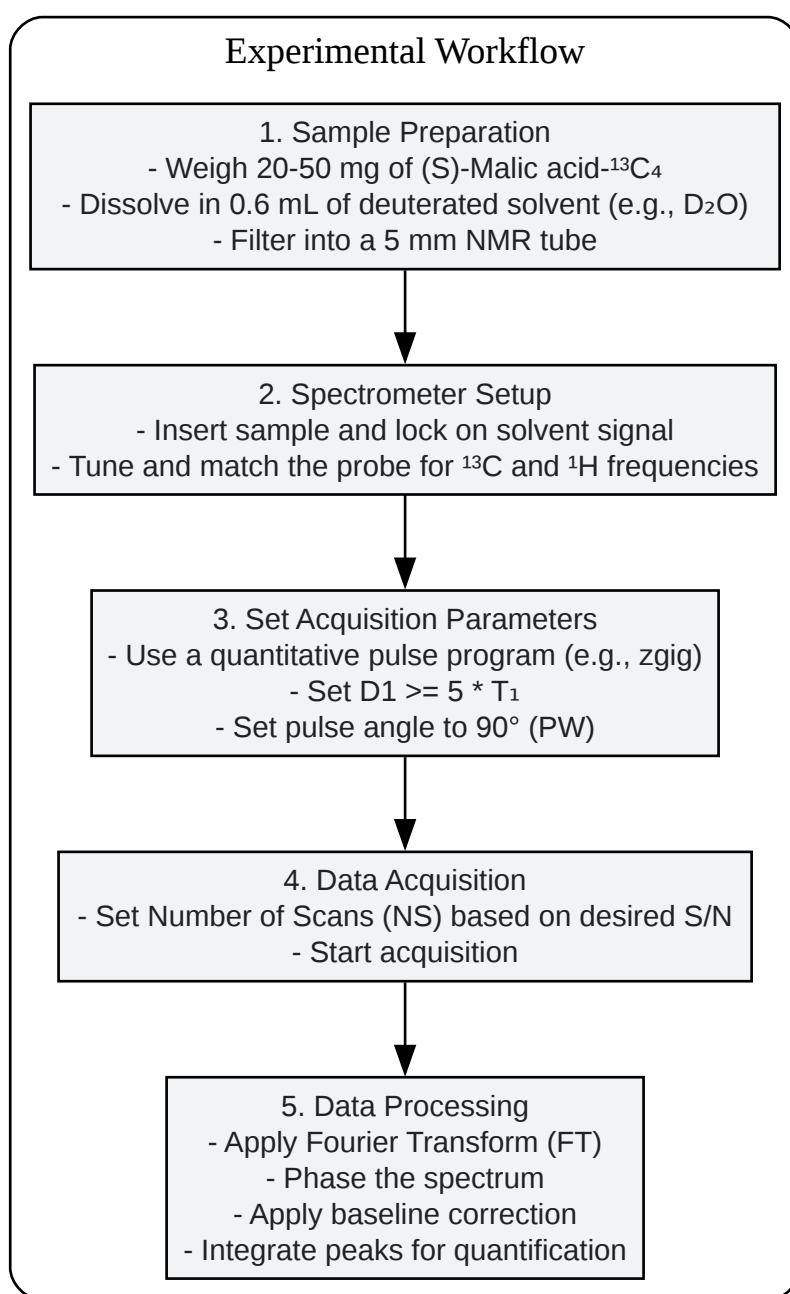 Experimental Workflow
1. Sample Preparation
- Weigh 20-50 mg of (S)-Malic acid-¹³C₄
- Dissolve in 0.6 mL of deuterated solvent (e.g., D₂O)
- Filter into a 5 mm NMR tube
2. Spectrometer Setup
- Insert sample and lock on solvent signal
- Tune and match the probe for ¹³C and ¹H frequencies
3. Set Acquisition Parameters
- Use a quantitative pulse program (e.g., zgig)
- Set D1 >= 5 * T₁
- Set pulse angle to 90° (PW)
4. Data Acquisition
- Set Number of Scans (NS) based on desired S/N
- Start acquisition
5. Data Processing
- Apply Fourier Transform (FT)
- Phase the spectrum
- Apply baseline correction
- Integrate peaks for quantification